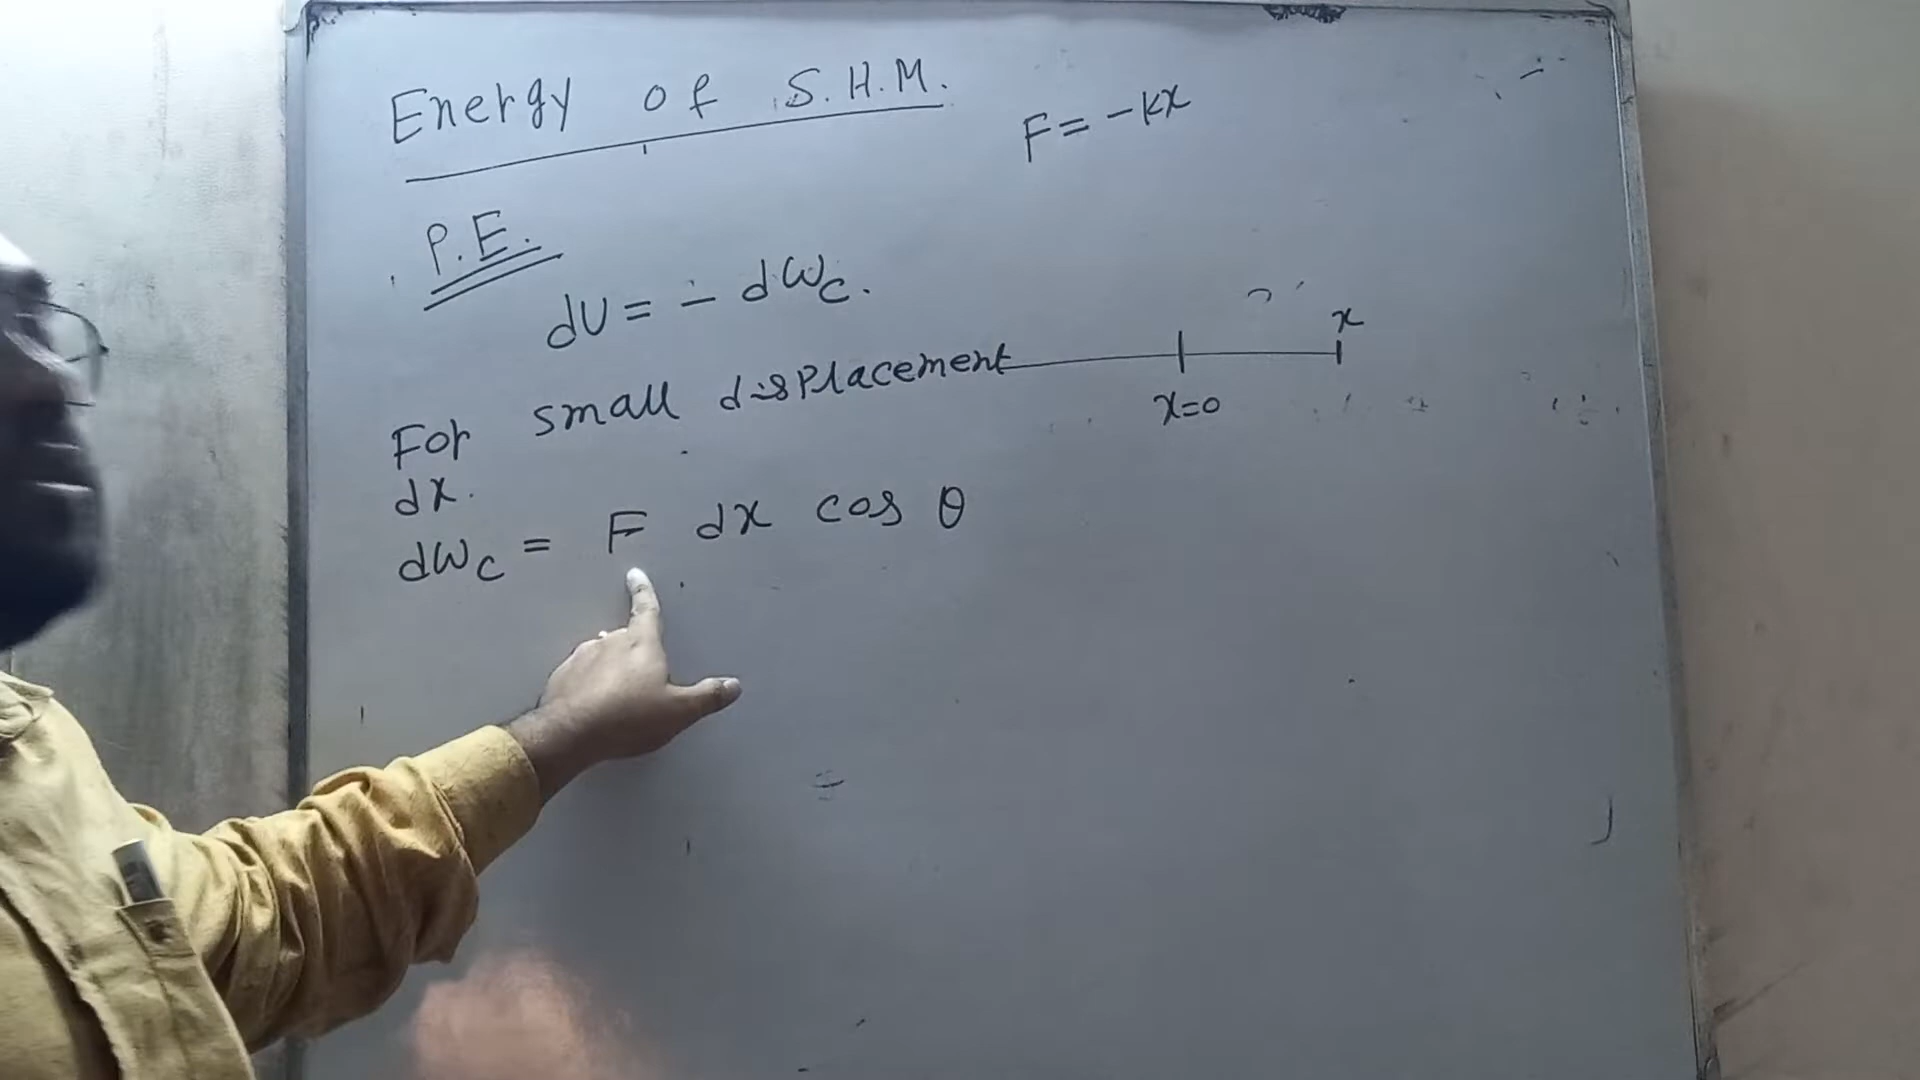 Energy of S.H.M.
F = -kx
P.E.
dU = - dWc.
For small displacement
dx.
x
x=0
dWc = F dx cos θ